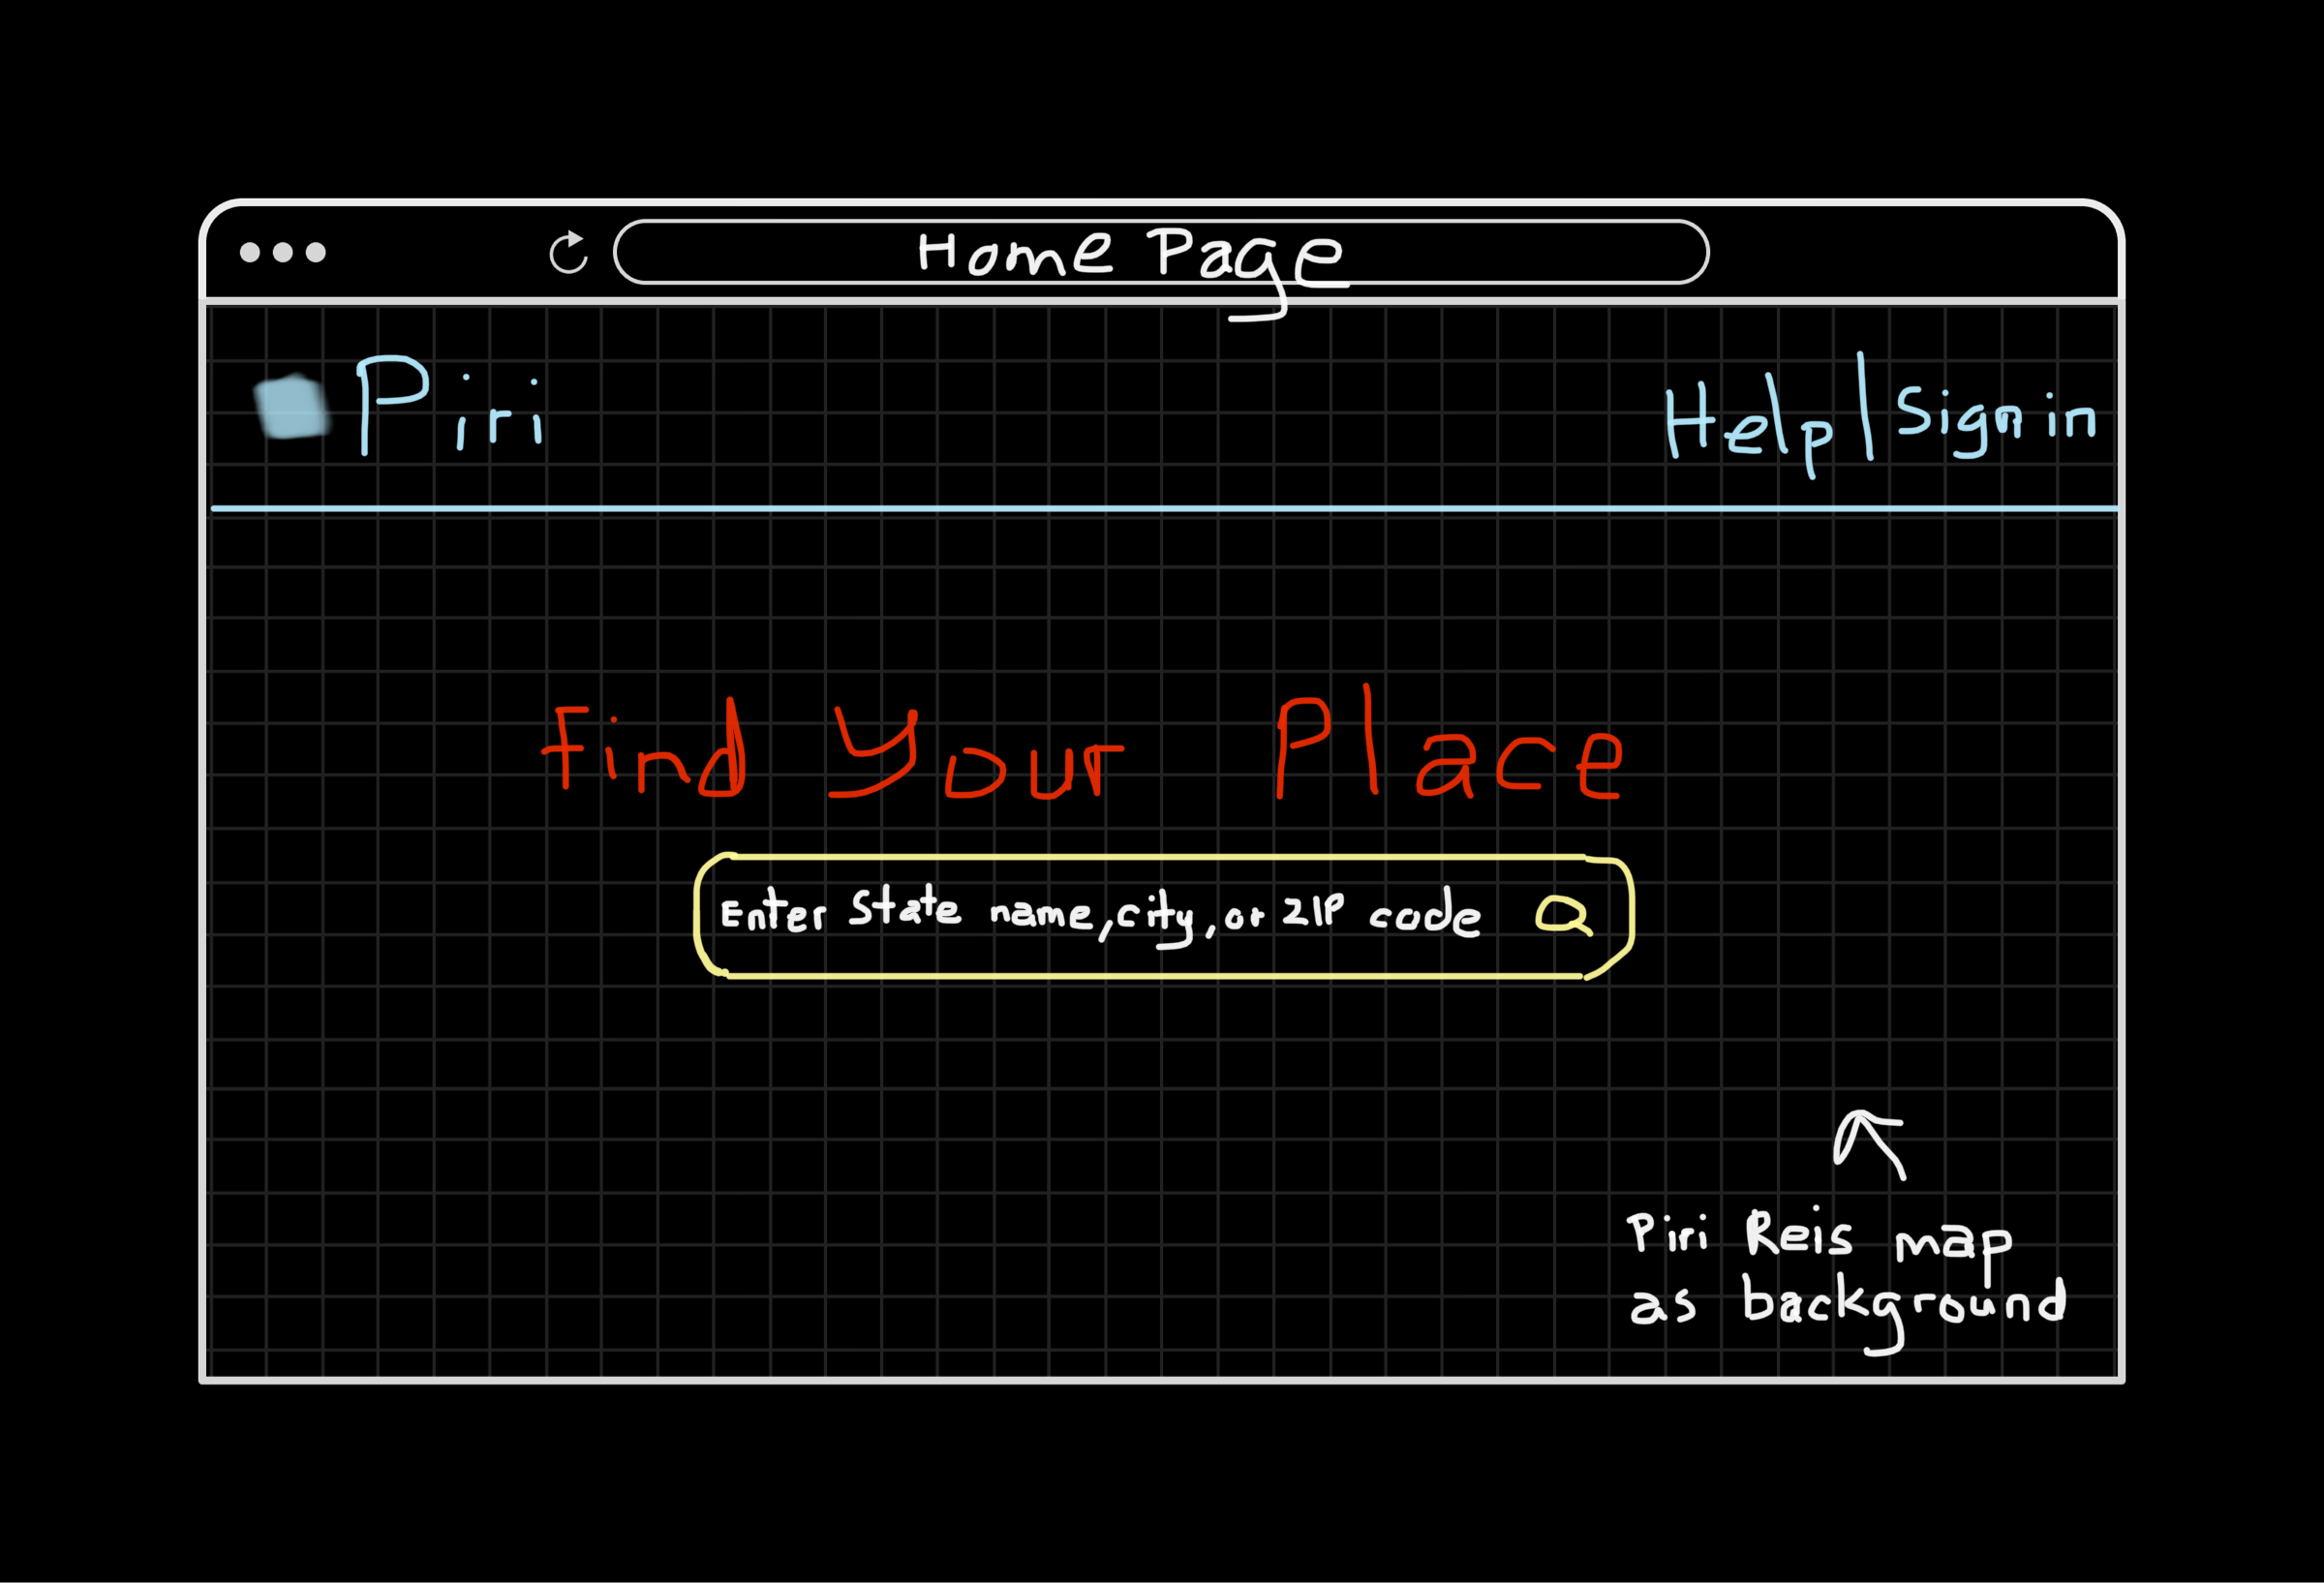 Home Page
Piri
Help | Sign in
Find Your Place
Enter State name, city, or ZIP code
Piri Reis map
as background